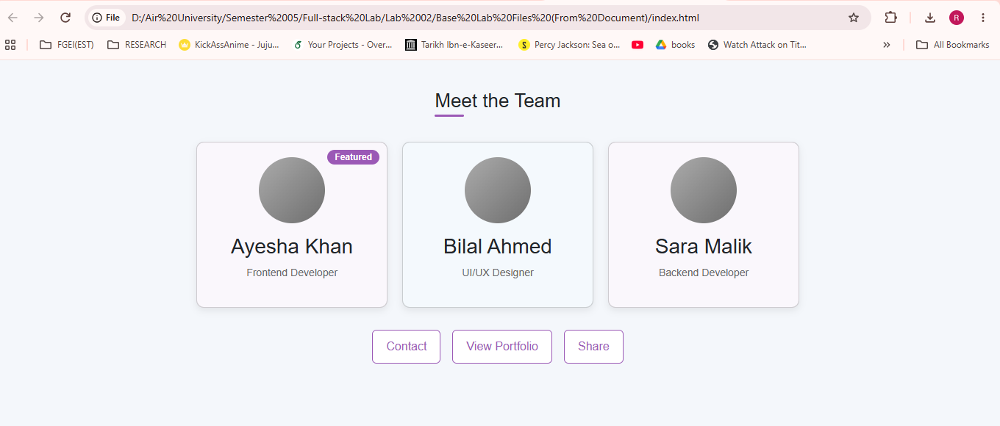 File D:/Air%20University/Semester%2005/Full-stack%20Lab/Lab%2002/Base%20Lab%20Files%20(From%20Document)/index.html R
FGEI(EST) RESEARCH KickAssAnime - Juju... Your Projects - Over... Tarikh Ibn-e-Kaseer... Percy Jackson: Sea o... books Watch Attack on Tit... » All Bookmarks
Meet the Team
Featured
Ayesha Khan Bilal Ahmed Sara Malik
Frontend Developer UI/UX Designer Backend Developer
Contact View Portfolio Share